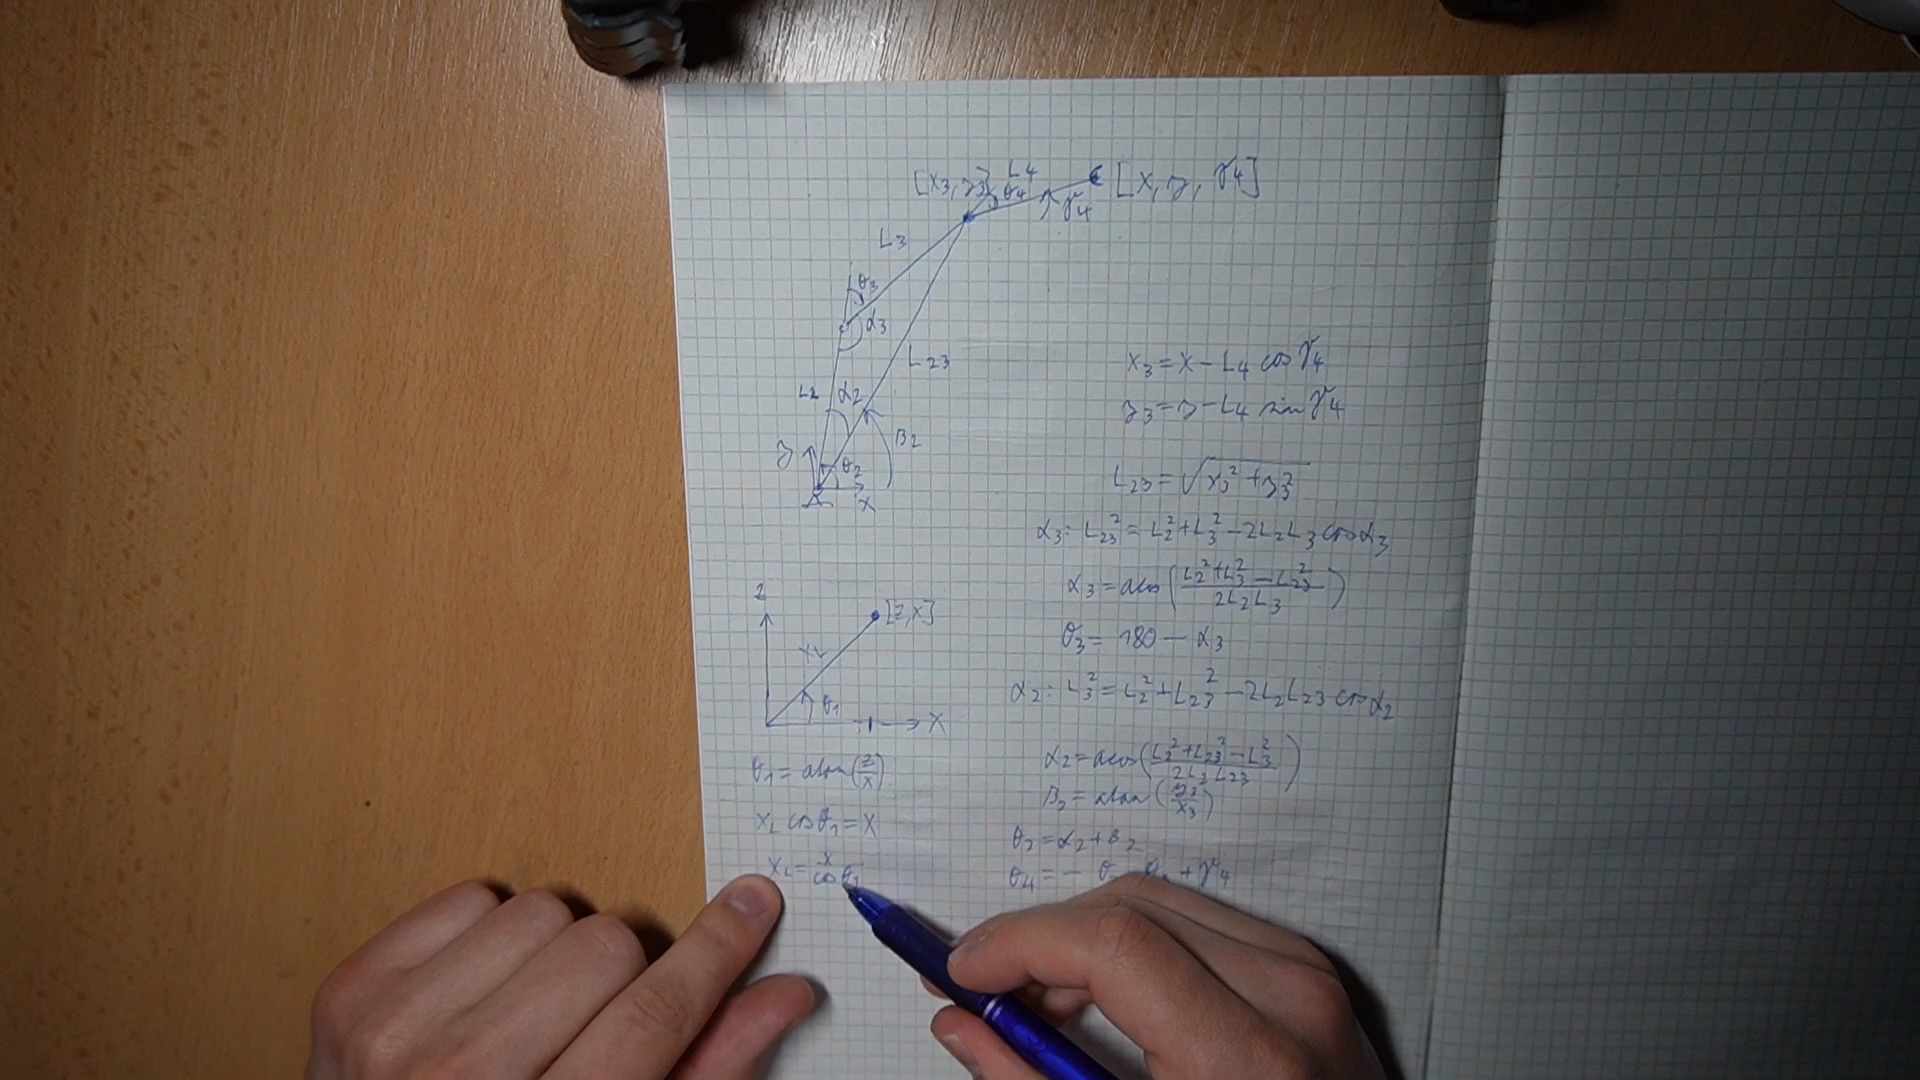 [x3, y3]
L4
θ4
[x, y, γ4]
γ4
L3
θ3
α3
L23
L2
α2
β2
y
θ2
x
x3 = x - L4 cos γ4
y3 = y - L4 sin γ4
L23 = √(x3² + y3²)
α3: L23² = L2² + L3² - 2L2L3 cos α3
α3 = acos((L2² + L3² - L23²)/(2L2L3))
θ3 = 180 - α3
α2: L3² = L2² + L23² - 2L2L23 cos α2
α2 = acos((L2² + L23² - L3²)/(2L2L23))
β2 = atan(y3/x3)
θ2 = α2 + β2
θ4 = - + γ4
z
[z, x]
xL
θ1
x
θ1 = atan(z/x)
xL cos θ1 = x
xL = x/(cos θ1)